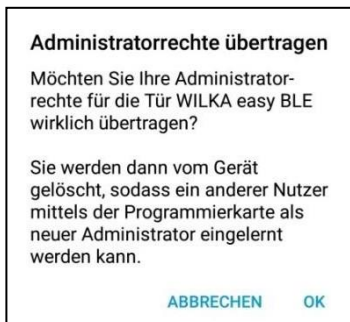 Administratorrechte übertragen
Möchten Sie Ihre Administrator-
rechte für die Tür WILKA easy BLE
wirklich übertragen?
Sie werden dann vom Gerät
gelöscht, sodass ein anderer Nutzer
mittels der Programmierkarte als
neuer Administrator eingelernt
werden kann.
ABBRECHEN OK